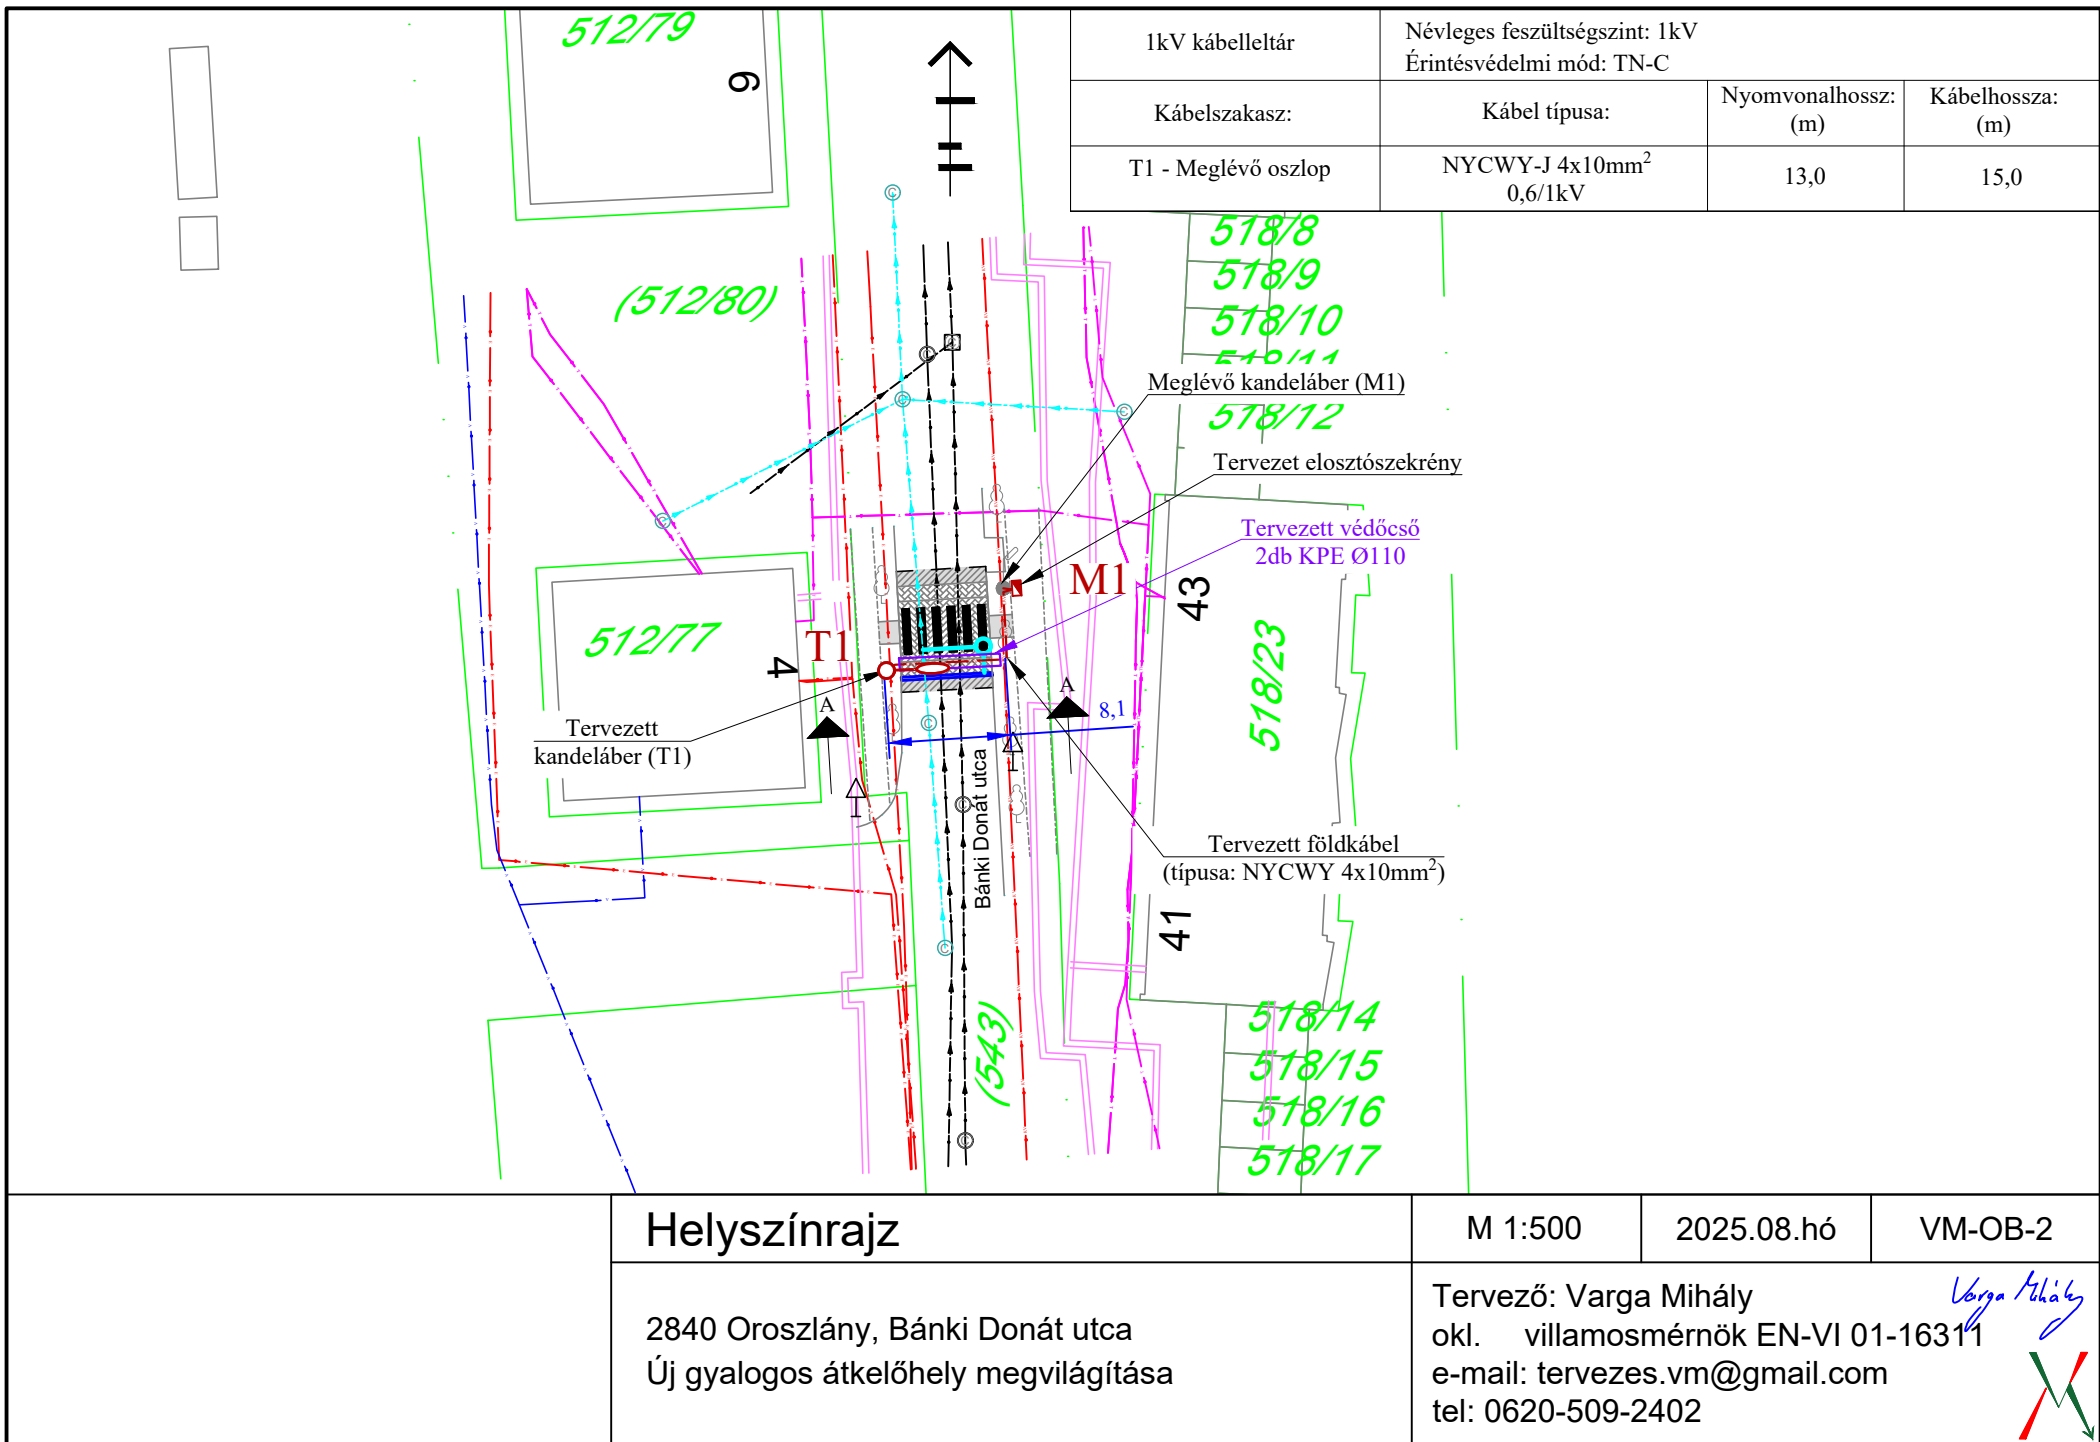 1kV kábelleltár
Névleges feszültségszint: 1kV
Érintésvédelmi mód: TN-C
Kábelszakasz:
Kábel típusa:
Nyomvonalhossz:
(m)
Kábelhossza:
(m)
T1 - Meglévő oszlop
NYCWY-J 4x10mm²
0,6/1kV
13,0
15,0
512/79
9
518/8
518/9
(512/80)
518/10
518/11
Meglévő kandeláber (M1)
518/12
Tervezet elosztószekrény
Tervezett védőcső
2db KPE Ø110
M1
43
512/77
4
T1
518/23
A
A
8,1
Tervezett
kandeláber (T1)
Bánki Donát utca
Tervezett földkábel
(típusa: NYCWY 4x10mm²)
41
(543)
518/14
518/15
518/16
518/17
Helyszínrajz
M 1:500
2025.08.hó
VM-OB-2
2840 Oroszlány, Bánki Donát utca
Új gyalogos átkelőhely megvilágítása
Tervező: Varga Mihály
okl. villamosmérnök EN-VI 01-16311
e-mail: tervezes.vm@gmail.com
tel: 0620-509-2402
Varga Mihály